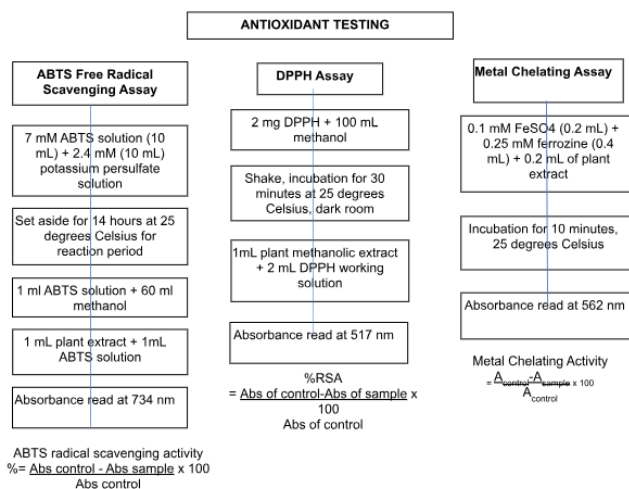 ANTIOXIDANT TESTING
ABTS Free Radical
Scavenging Assay
7 mM ABTS solution (10
mL) + 2.4 mM (10 mL)
potassium persulfate
solution
Set aside for 14 hours at 25
degrees Celsius for
reaction period
1 ml ABTS solution + 60 ml
methanol
1 mL plant extract + 1mL
ABTS solution
Absorbance read at 734 nm
ABTS radical scavenging activity
%= Abs control - Abs sample x 100
Abs control
DPPH Assay
2 mg DPPH + 100 mL
methanol
Shake, incubation for 30
minutes at 25 degrees
Celsius, dark room
1mL plant methanolic extract
+ 2 mL DPPH working
solution
Absorbance read at 517 nm
%RSA
= Abs of control-Abs of sample x
100
Abs of control
Metal Chelating Assay
0.1 mM FeSO4 (0.2 mL) +
0.25 mM ferrozine (0.4
mL) + 0.2 mL of plant
extract
Incubation for 10 minutes,
25 degrees Celsius
Absorbance read at 562 nm
Metal Chelating Activity
= Acontrol-Asample x 100
Acontrol